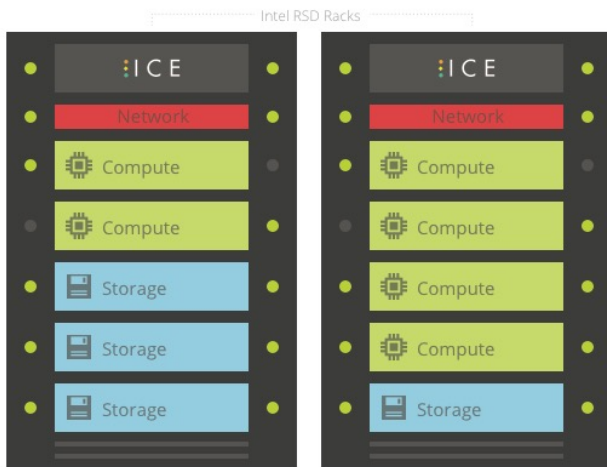 Intel RSD Racks
ICE
Network
Compute
Compute
Storage
Storage
Storage
ICE
Network
Compute
Compute
Compute
Compute
Storage